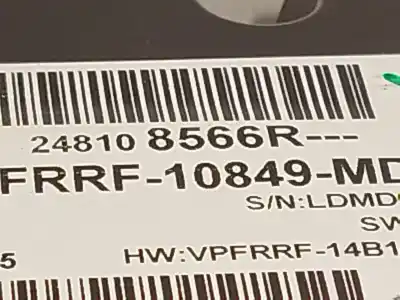 24810 8566R---
FRRF-10849-MD
S/N:LDMD
SW
5 HW:VPFRRF-14B1